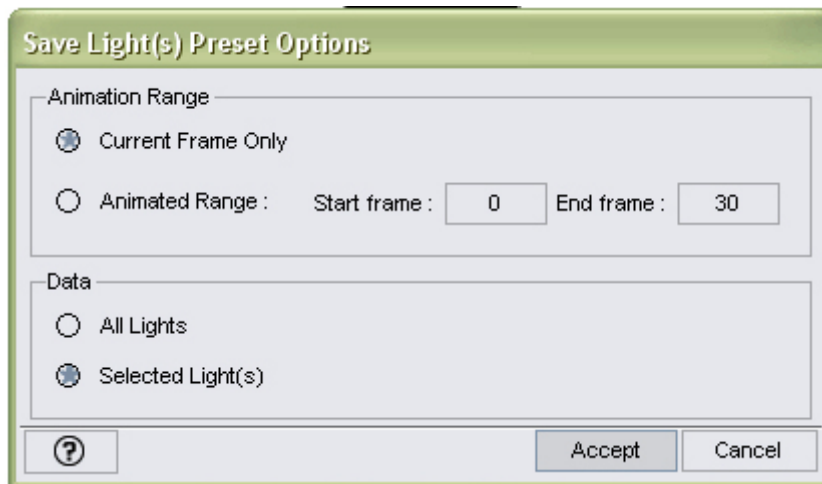 Save Light(s) Preset Options
Animation Range
Current Frame Only
Animated Range : Start frame : 0 End frame : 30
Data
All Lights
Selected Light(s)
? Accept Cancel